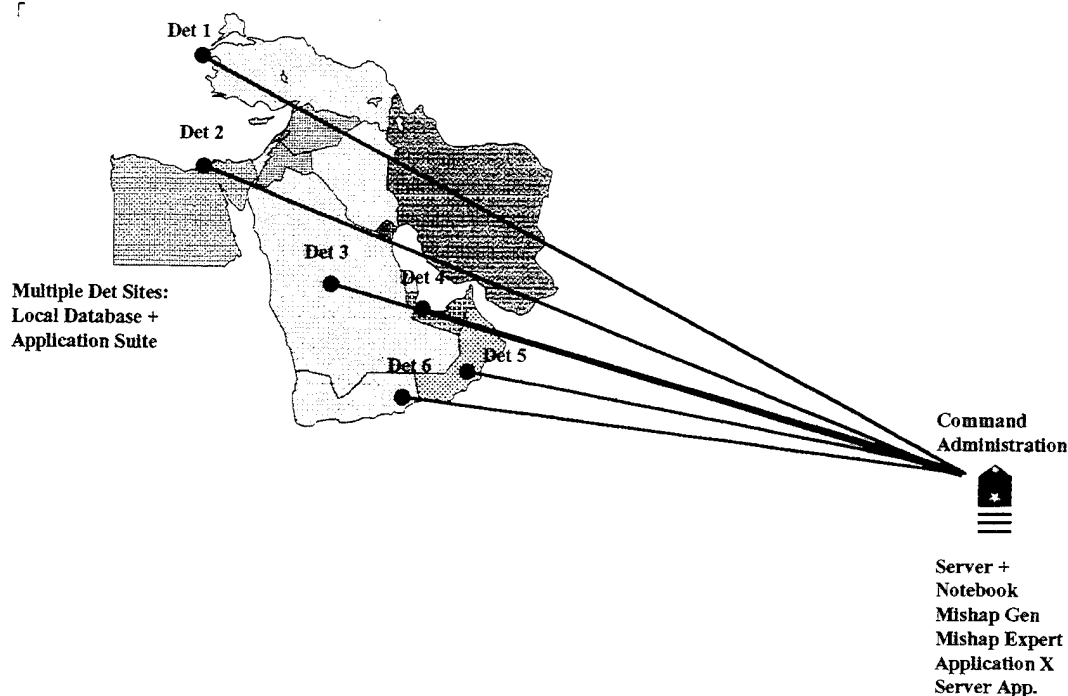 Det 1
Det 2
Det 3
Det 4
Multiple Det Sites:
Local Database +
Application Suite
Det 5
Det 6
Command
Administration
Server +
Notebook
Mishap Gen
Mishap Expert
Application X
Server App.